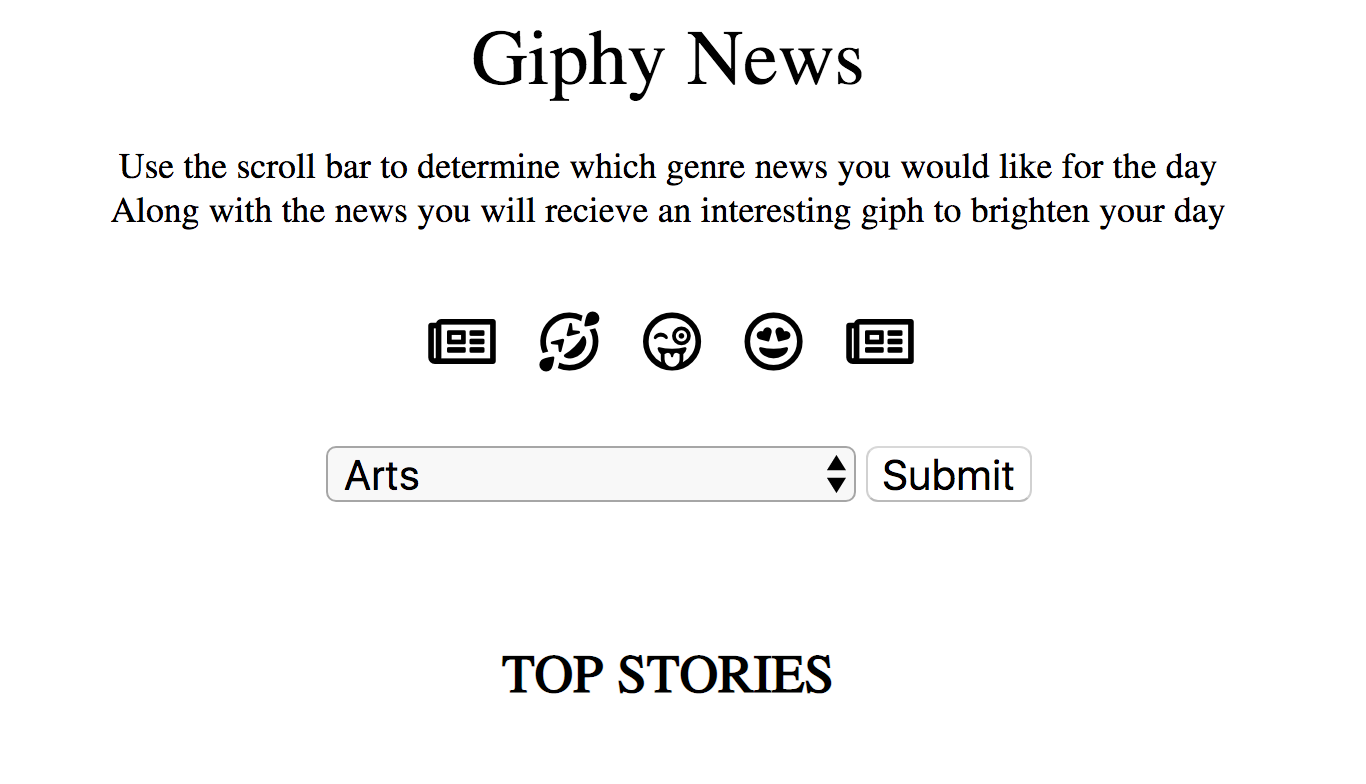 Giphy News
Use the scroll bar to determine which genre news you would like for the day
Along with the news you will recieve an interesting giph to brighten your day
Arts
Submit
TOP STORIES